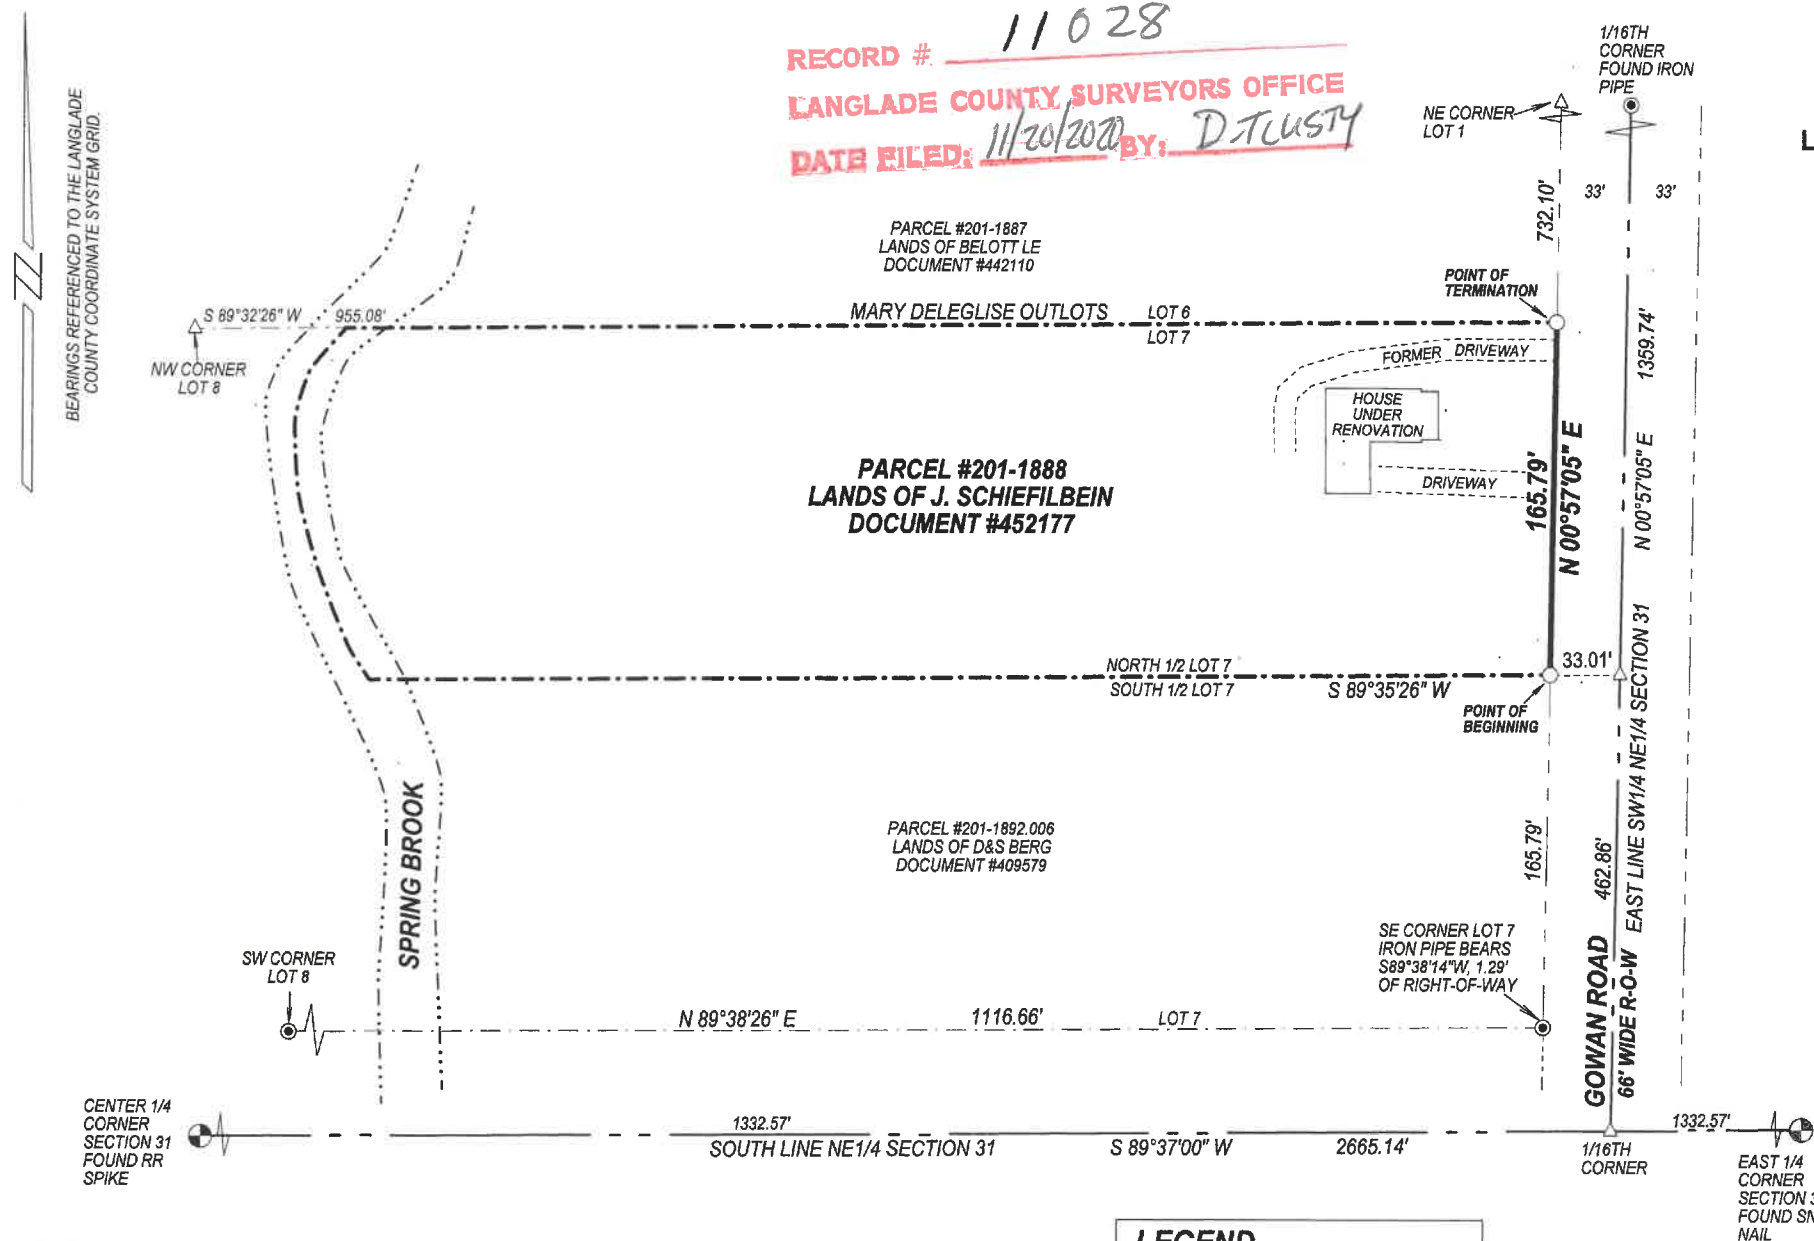 RECORD # 11028
LANGLADE COUNTY SURVEYORS OFFICE
DATE FILED: 11/20/2020 BY: D.TLUSTY
BEARINGS REFERENCED TO THE LANGLADE
COUNTY COORDINATE SYSTEM GRID.
1/16TH
CORNER
FOUND IRON
PIPE
NE CORNER
LOT 1
L
732.10'
33'
33'
PARCEL #201-1887
LANDS OF BELOTT LE
DOCUMENT #442110
POINT OF
TERMINATION
S 89°32'26" W 955.08'
MARY DELEGLISE OUTLOTS LOT 6
LOT 7
NW CORNER
LOT 8
FORMER DRIVEWAY
HOUSE
UNDER
RENOVATION
DRIVEWAY
165.79'
N 00°57'05" E
1359.74'
N 00°57'05" E
PARCEL #201-1888
LANDS OF J. SCHIEFILBEIN
DOCUMENT #452177
NORTH 1/2 LOT 7
SOUTH 1/2 LOT 7
S 89°35'26" W
33.01'
POINT OF
BEGINNING
EAST LINE SW1/4 NE1/4 SECTION 31
SPRING BROOK
PARCEL #201-1892.006
LANDS OF D&S BERG
DOCUMENT #409579
165.79'
462.86'
SE CORNER LOT 7
IRON PIPE BEARS
S89°38'14"W, 1.29'
OF RIGHT-OF-WAY
GOWAN ROAD
66' WIDE R-O-W
SW CORNER
LOT 8
N 89°38'26" E 1116.66' LOT 7
CENTER 1/4
CORNER
SECTION 31
FOUND RR
SPIKE
1332.57'
SOUTH LINE NE1/4 SECTION 31 S 89°37'00" W 2665.14'
1332.57'
1/16TH
CORNER
EAST 1/4
CORNER
SECTION 3
FOUND SN
NAIL
LEGEND